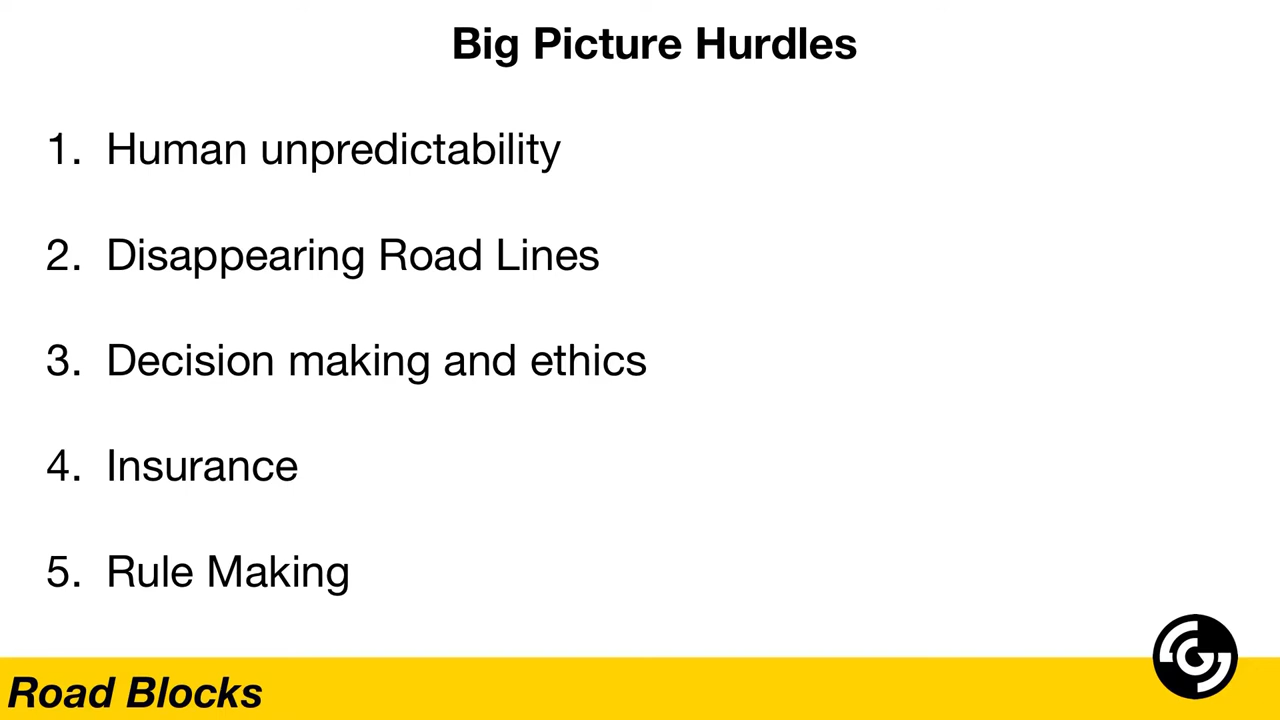 Big Picture Hurdles
1. Human unpredictability
2. Disappearing Road Lines
3. Decision making and ethics
4. Insurance
5. Rule Making
Road Blocks